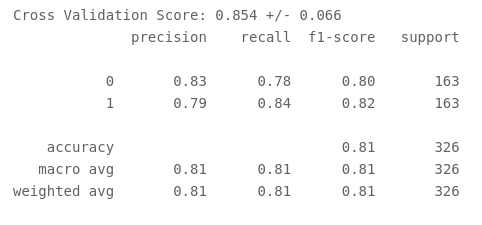 Cross Validation Score: 0.854 +/- 0.066
precision recall f1-score support
0 0.83 0.78 0.80 163
1 0.79 0.84 0.82 163
accuracy 0.81 326
macro avg 0.81 0.81 0.81 326
weighted avg 0.81 0.81 0.81 326